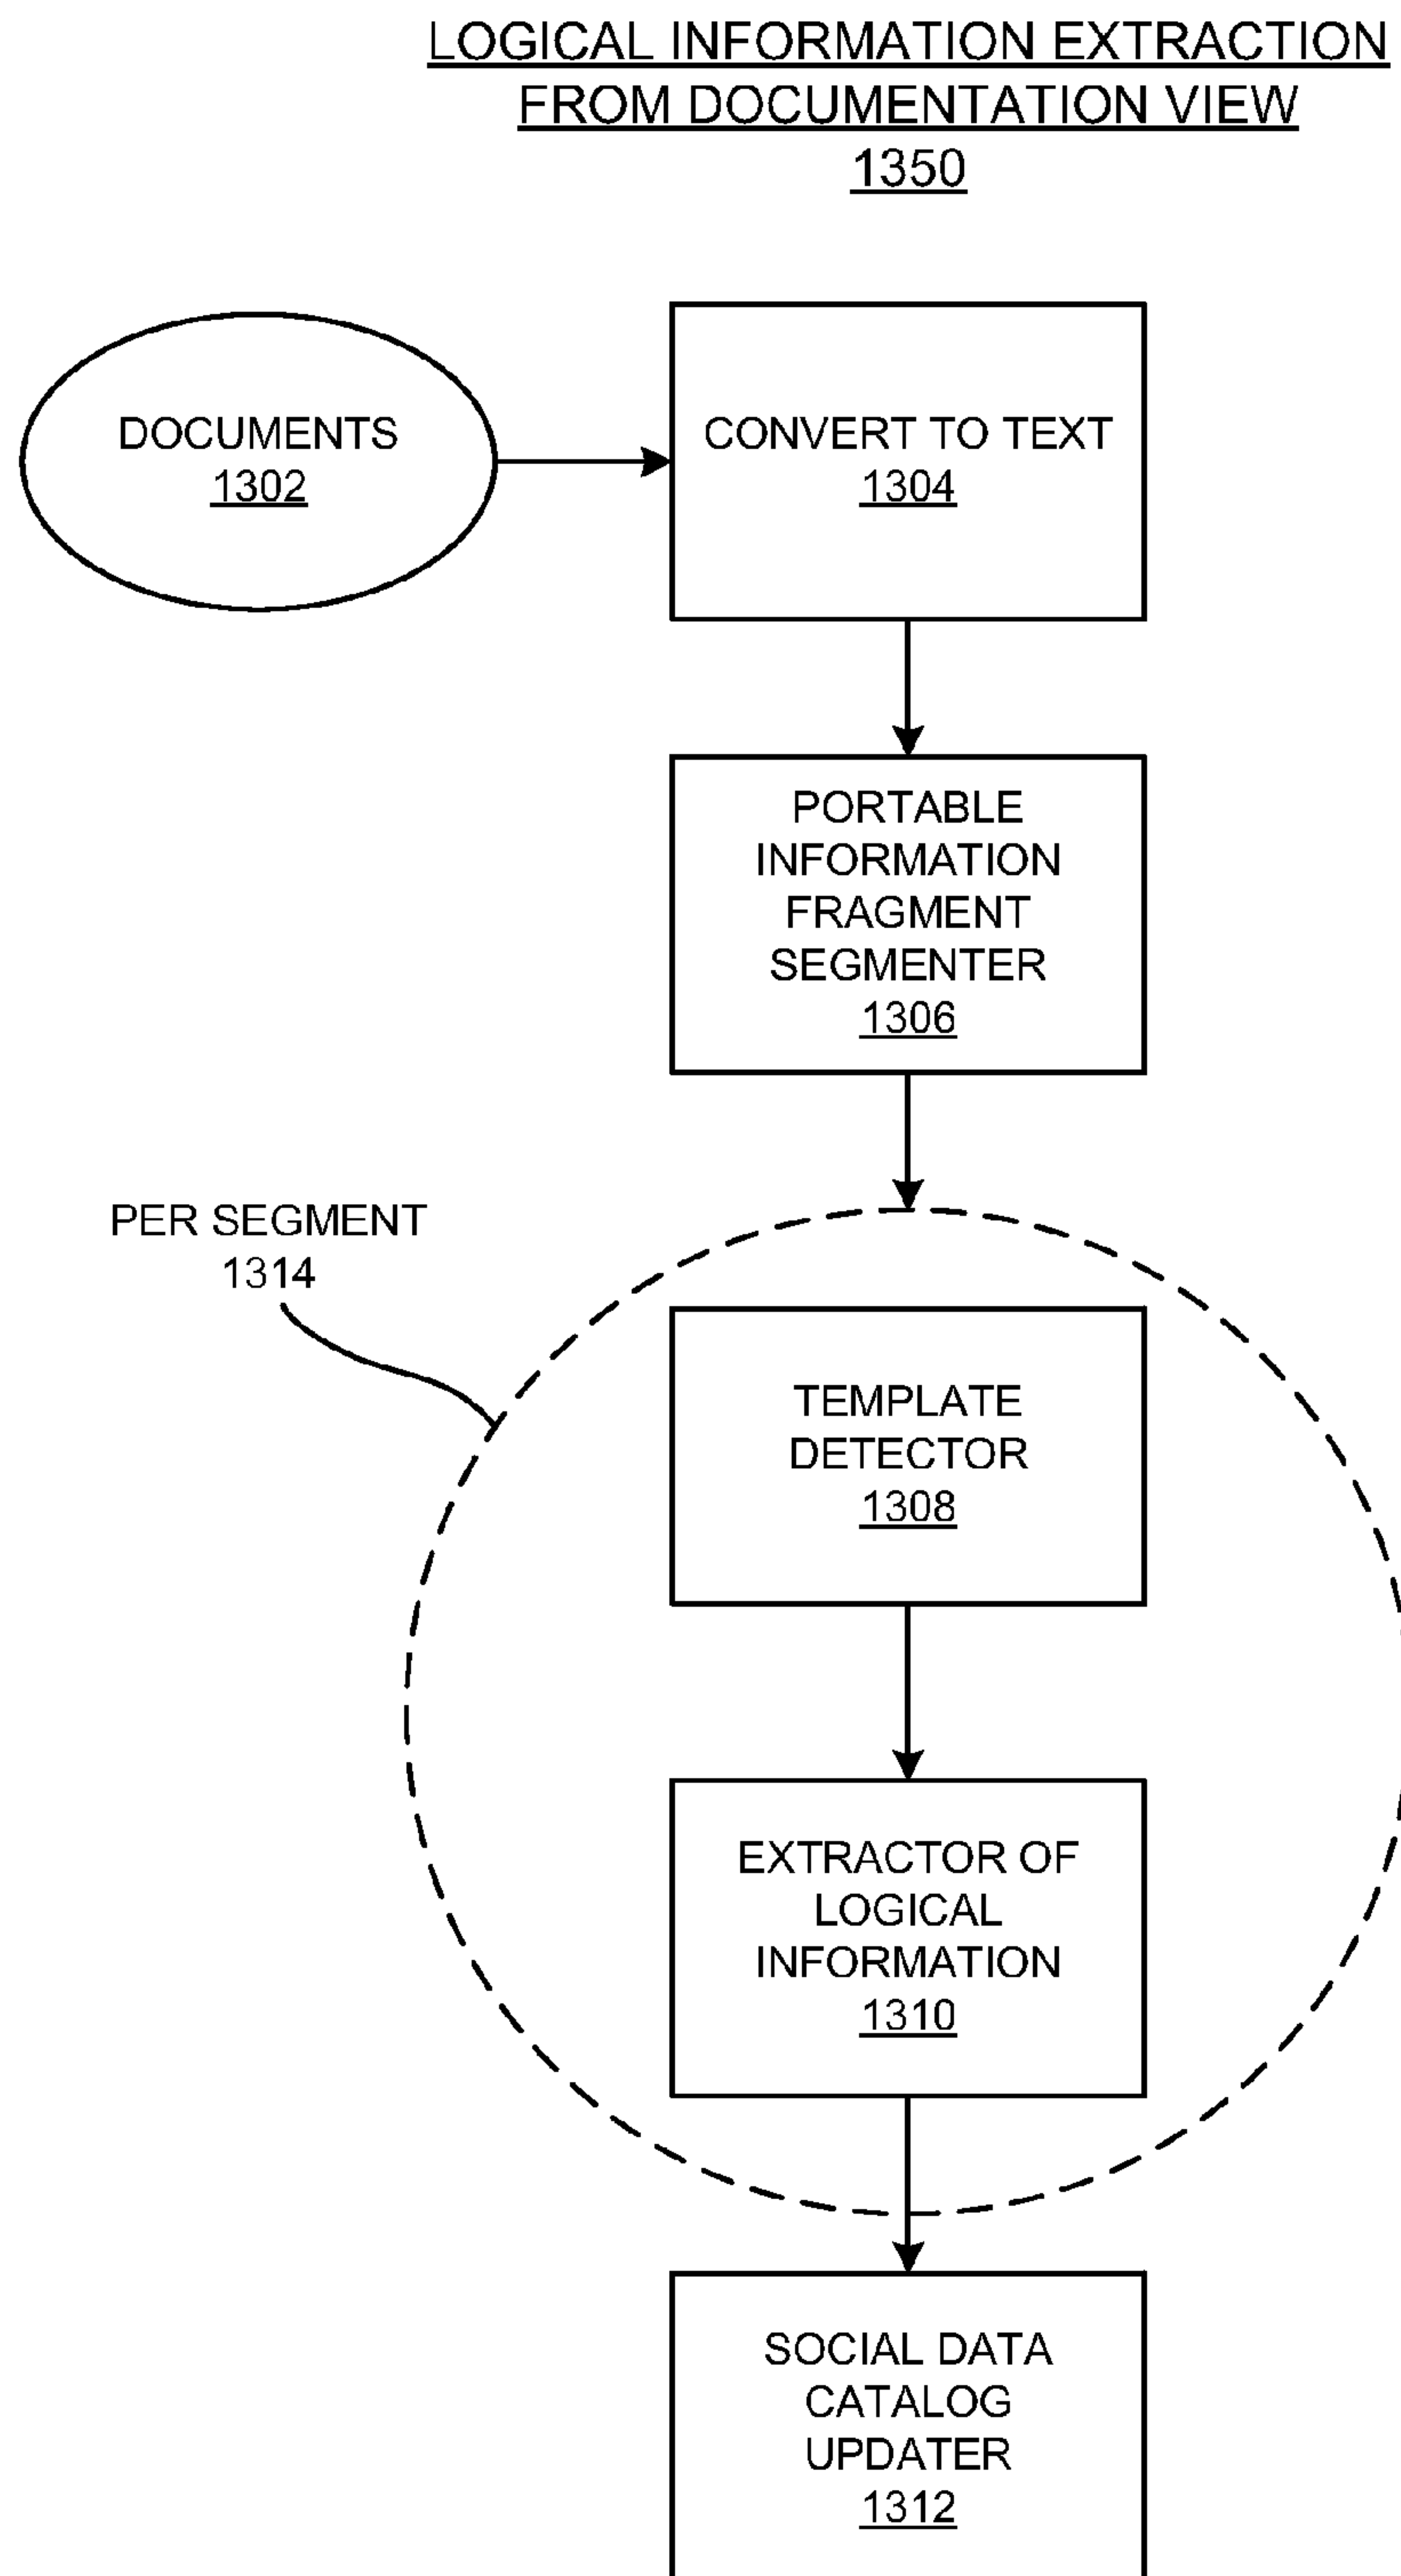 LOGICAL INFORMATION EXTRACTION
FROM DOCUMENTATION VIEW
1350
DOCUMENTS
1302
CONVERT TO TEXT
1304
PORTABLE
INFORMATION
FRAGMENT
SEGMENTER
1306
PER SEGMENT
1314
TEMPLATE
DETECTOR
1308
EXTRACTOR OF
LOGICAL
INFORMATION
1310
SOCIAL DATA
CATALOG
UPDATER
1312